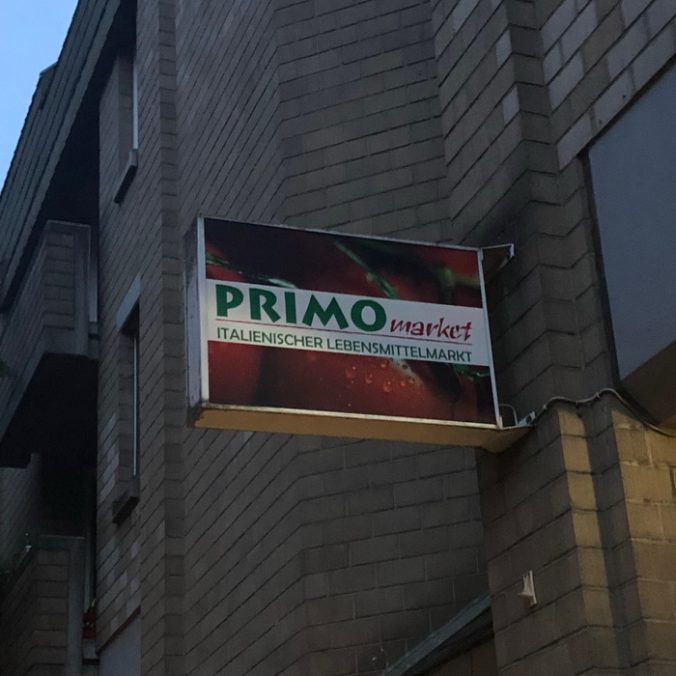 PRIMO market
ITALIENISCHER LEBENSMITTELMARKT